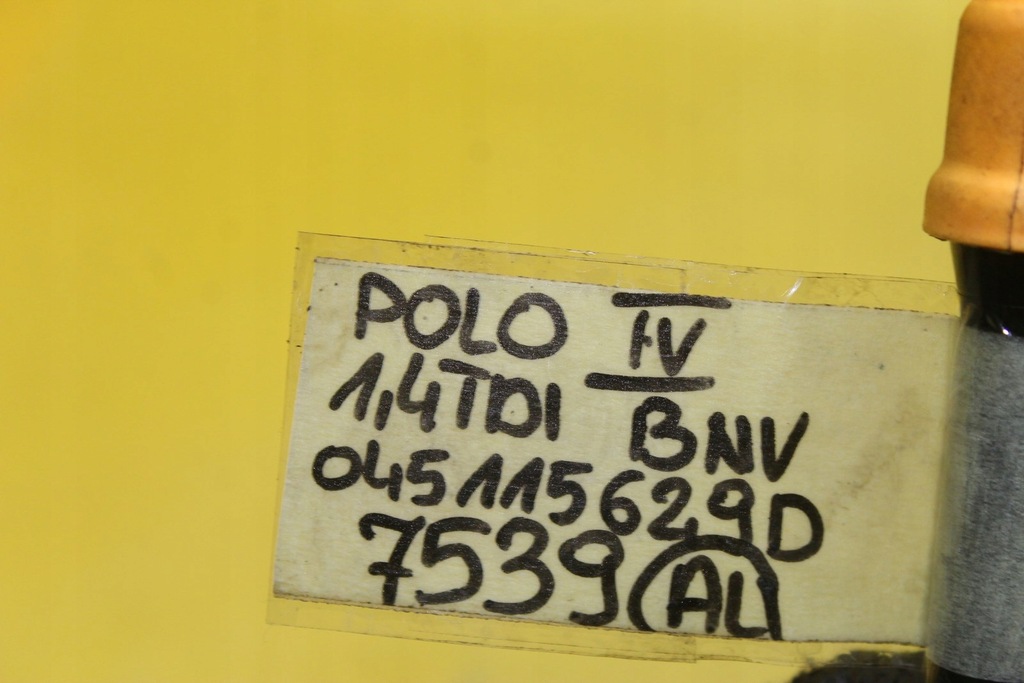 POLO IV
1,4TDI BNV
045115629D
7539 AL